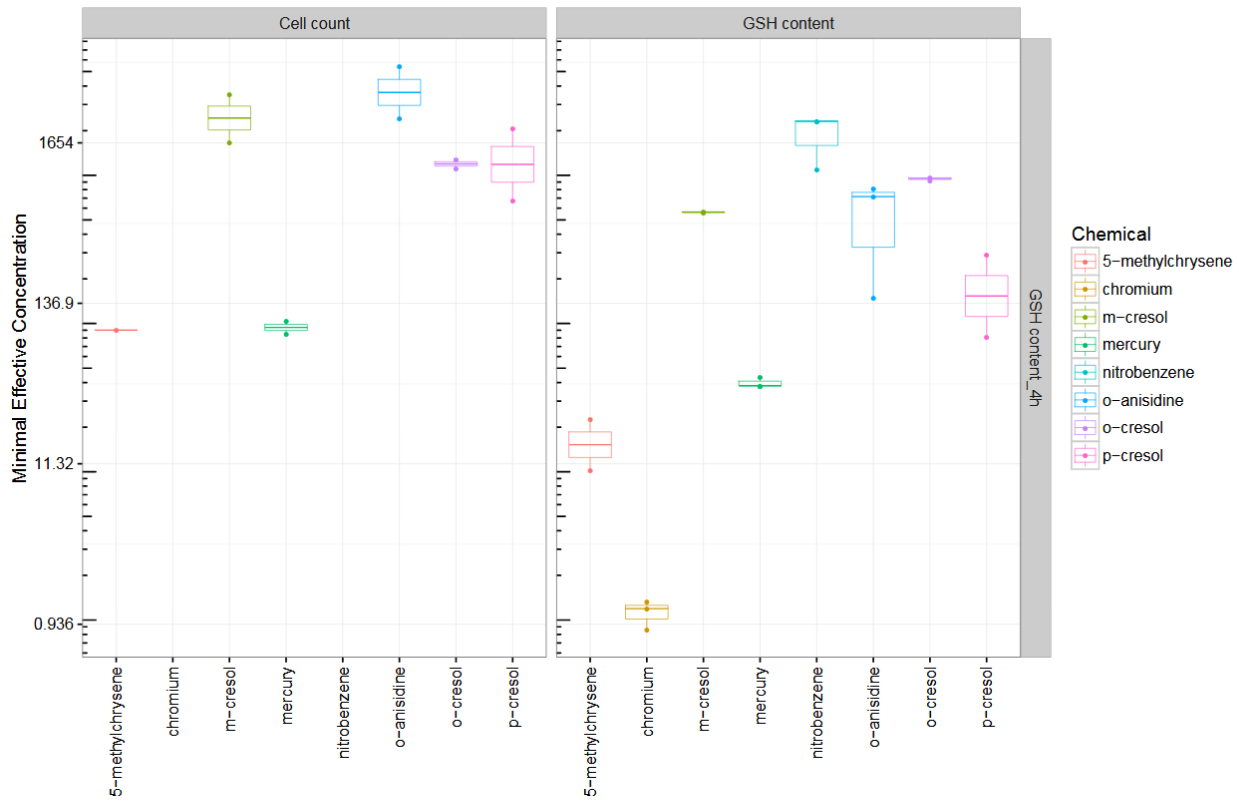 Cell count
GSH content
GSH content_4h
Minimal Effective Concentration
1654
136.9
11.32
0.936
5−methylchrysene
chromium
m−cresol
mercury
nitrobenzene
o−anisidine
o−cresol
p−cresol
5−methylchrysene
chromium
m−cresol
mercury
nitrobenzene
o−anisidine
o−cresol
p−cresol
Chemical
5−methylchrysene
chromium
m−cresol
mercury
nitrobenzene
o−anisidine
o−cresol
p−cresol